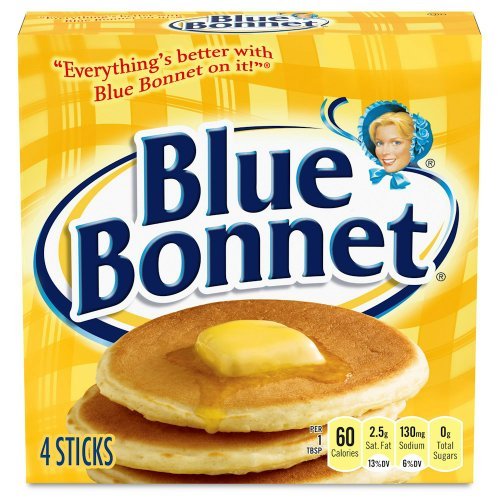 "Everything's better with
Blue Bonnet on it!"®
Blue
Bonnet®
®
4 STICKS
PER
1
TBSP
60
Calories
2.5g
Sat. Fat
13%DV
130mg
Sodium
6%DV
0g
Total
Sugars